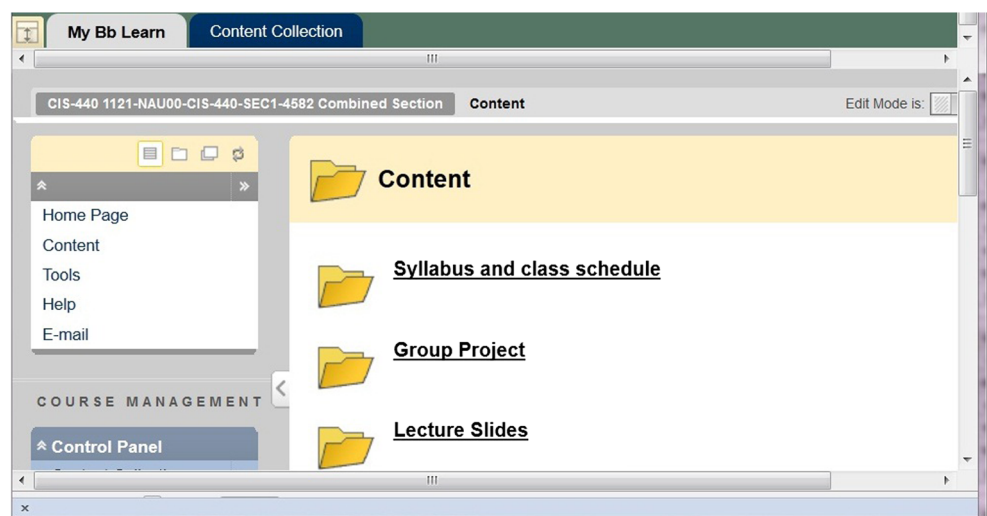 My Bb Learn
Content Collection
CIS-440 1121-NAU00-CIS-440-SEC1-4582 Combined Section
Content
Edit Mode is:
Content
Home Page
Content
Tools
Help
E-mail
Syllabus and class schedule
Group Project
COURSE MANAGEMENT
Lecture Slides
Control Panel